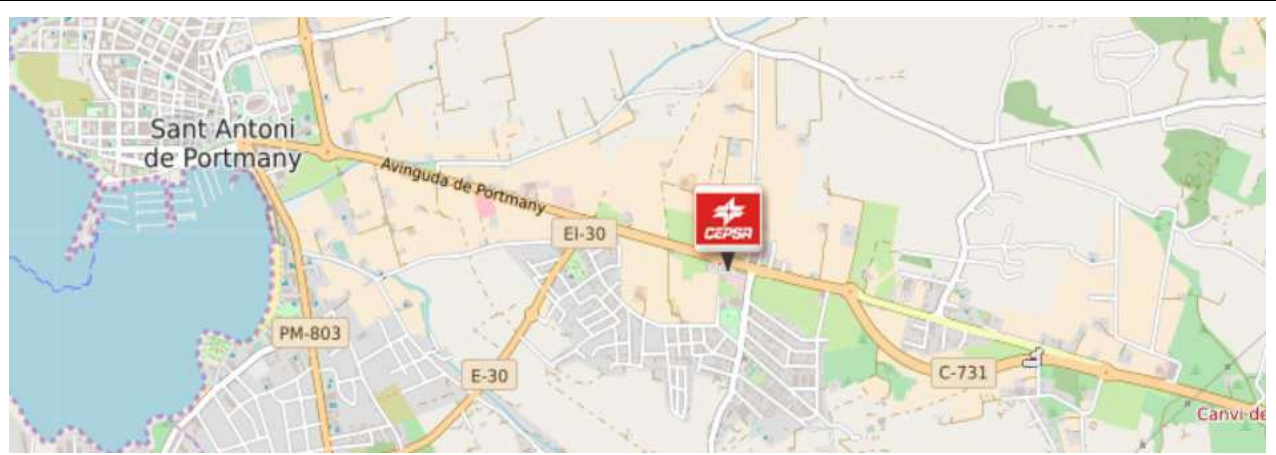 Sant Antoni
de Portmany
Avinguda de Portmany
EI-30
CEPSA
PM-803
E-30
C-731
Canvi de